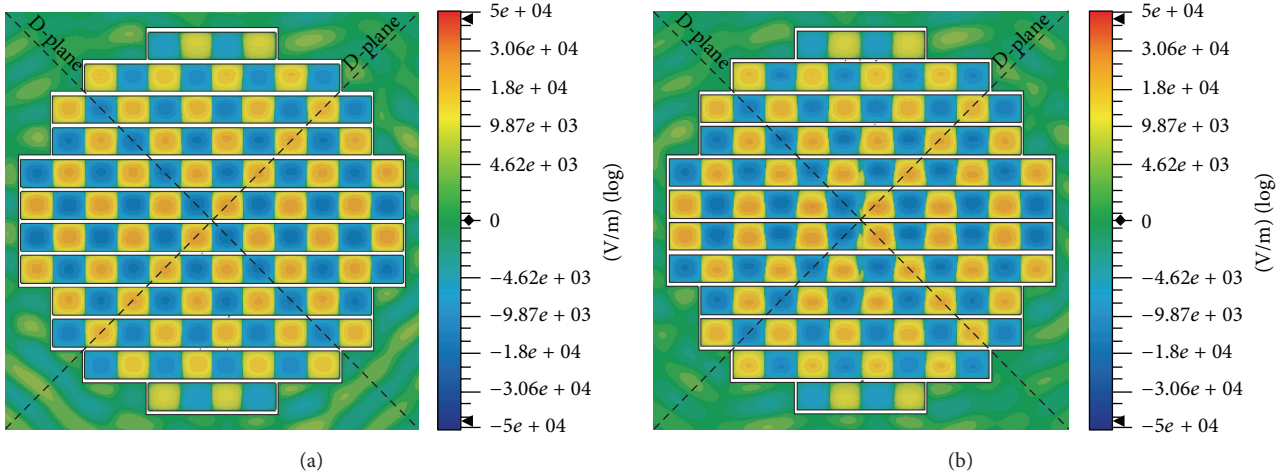 D-plane
D-plane
5e + 04
3.06e + 04
1.8e + 04
9.87e + 03
4.62e + 03
0
−4.62e + 03
−9.87e + 03
−1.8e + 04
−3.06e + 04
−5e + 04
(V/m) (log)
(a)
D-plane
D-plane
5e + 04
3.06e + 04
1.8e + 04
9.87e + 03
4.62e + 03
0
−4.62e + 03
−9.87e + 03
−1.8e + 04
−3.06e + 04
−5e + 04
(V/m) (log)
(b)